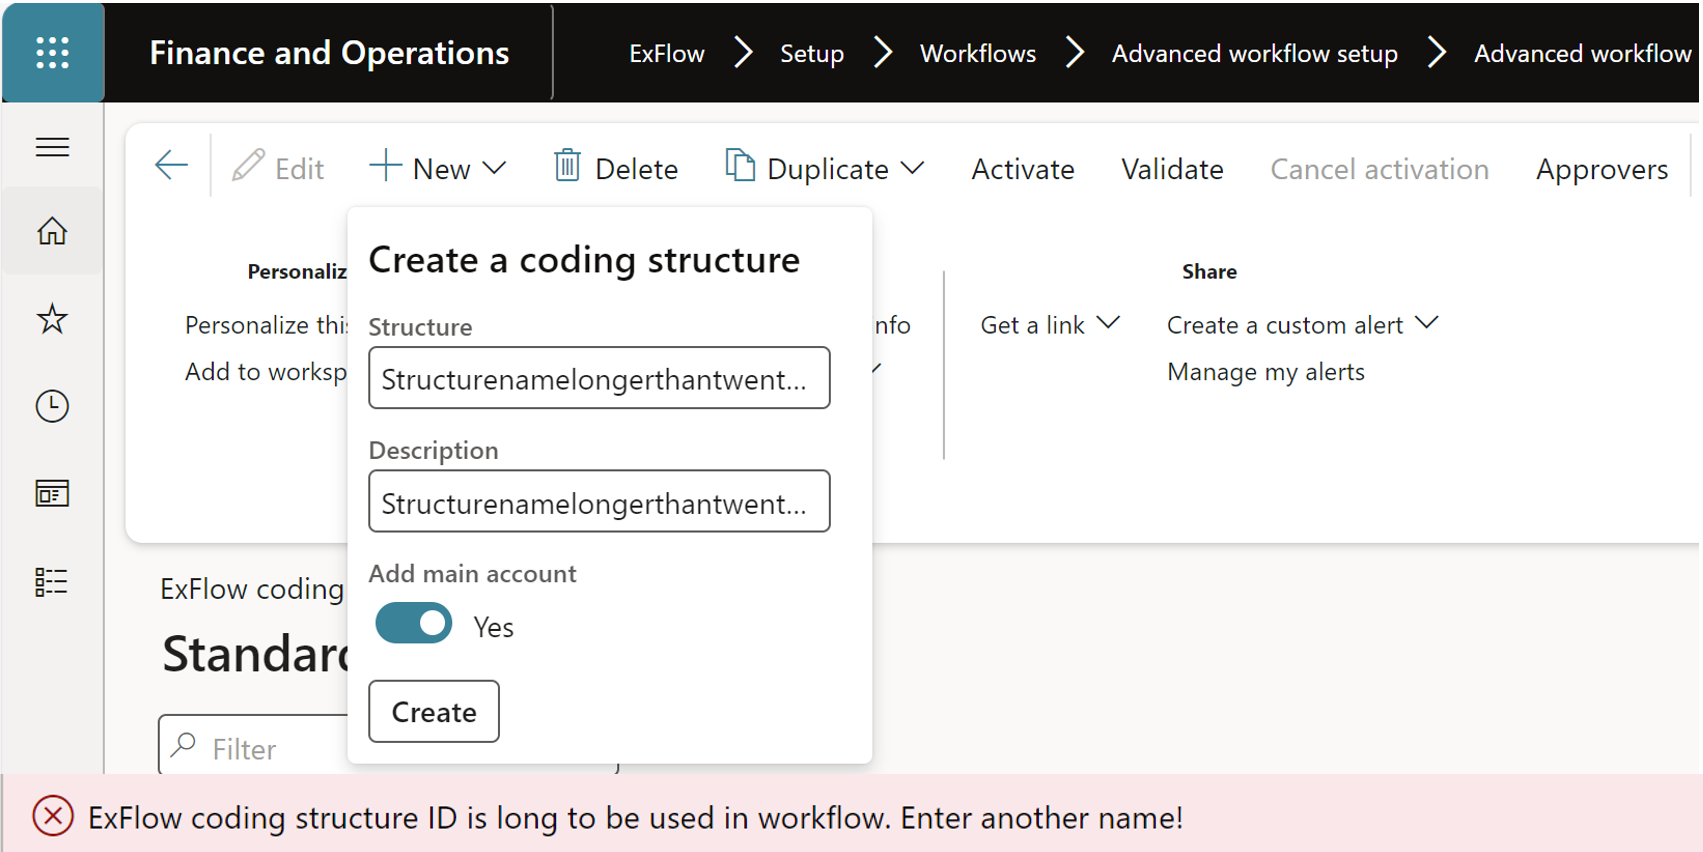 Finance and Operations
ExFlow > Setup > Workflows > Advanced workflow setup > Advanced workflow
Edit New Delete Duplicate Activate Validate Cancel activation Approvers
Create a coding structure
Personaliz
Share
Structure
Personalize this
nfo
Get a link
Create a custom alert
Add to worksp
Manage my alerts
Structurenamelongerthantwent...
Description
Structurenamelongerthantwent...
Add main account
ExFlow coding
Yes
Standard
Create
Filter
ExFlow coding structure ID is long to be used in workflow. Enter another name!